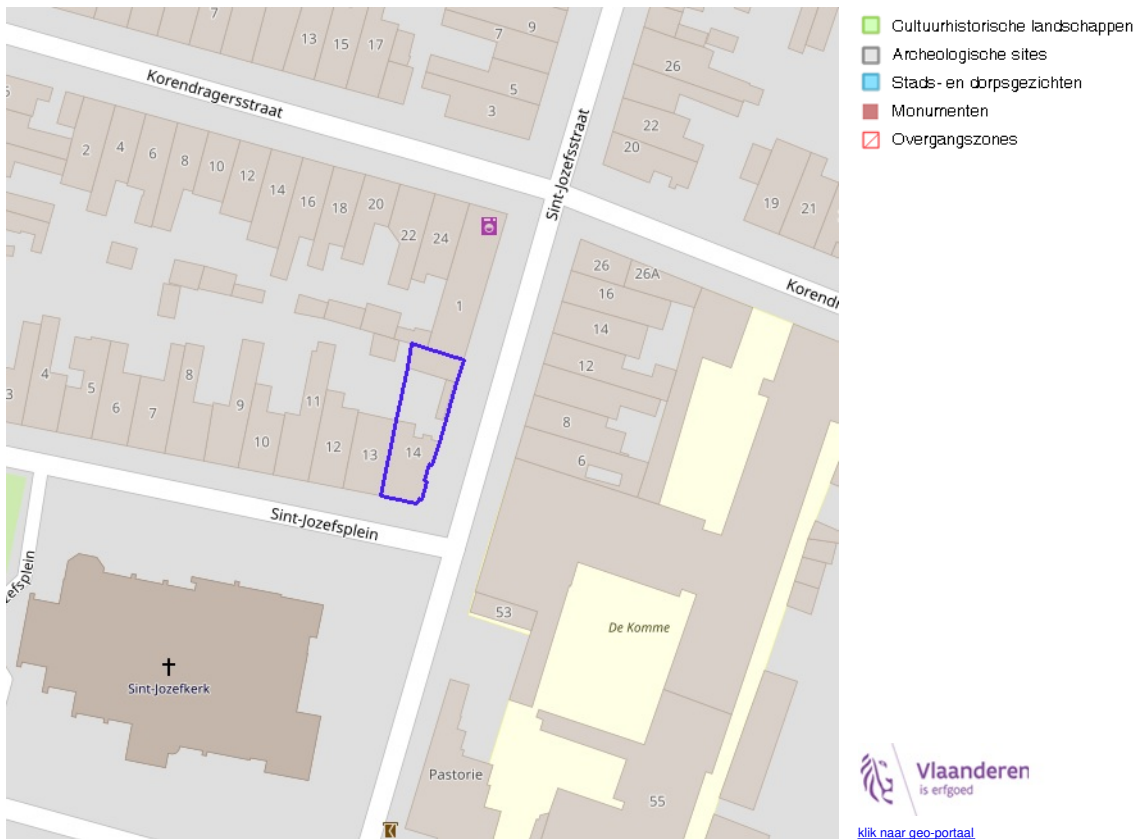 7
13
15
17
7
9
5
3
26
22
20
19
21
Korendragersstraat
Sint-Jozefsstraat
2
4
6
8
10
12
14
16
18
20
22
24
1
26
26A
16
14
12
8
6
Korendr
3
4
5
6
7
8
9
10
11
12
13
14
Sint-Jozefsplein
zefsplein
Sint-Jozefkerk
53
De Komme
Pastorie
55
Cultuurhistorische landschappen
Archeologische sites
Stads- en dorpsgezichten
Monumenten
Overgangszones
Vlaanderen
is erfgoed
klik naar geo-portaal